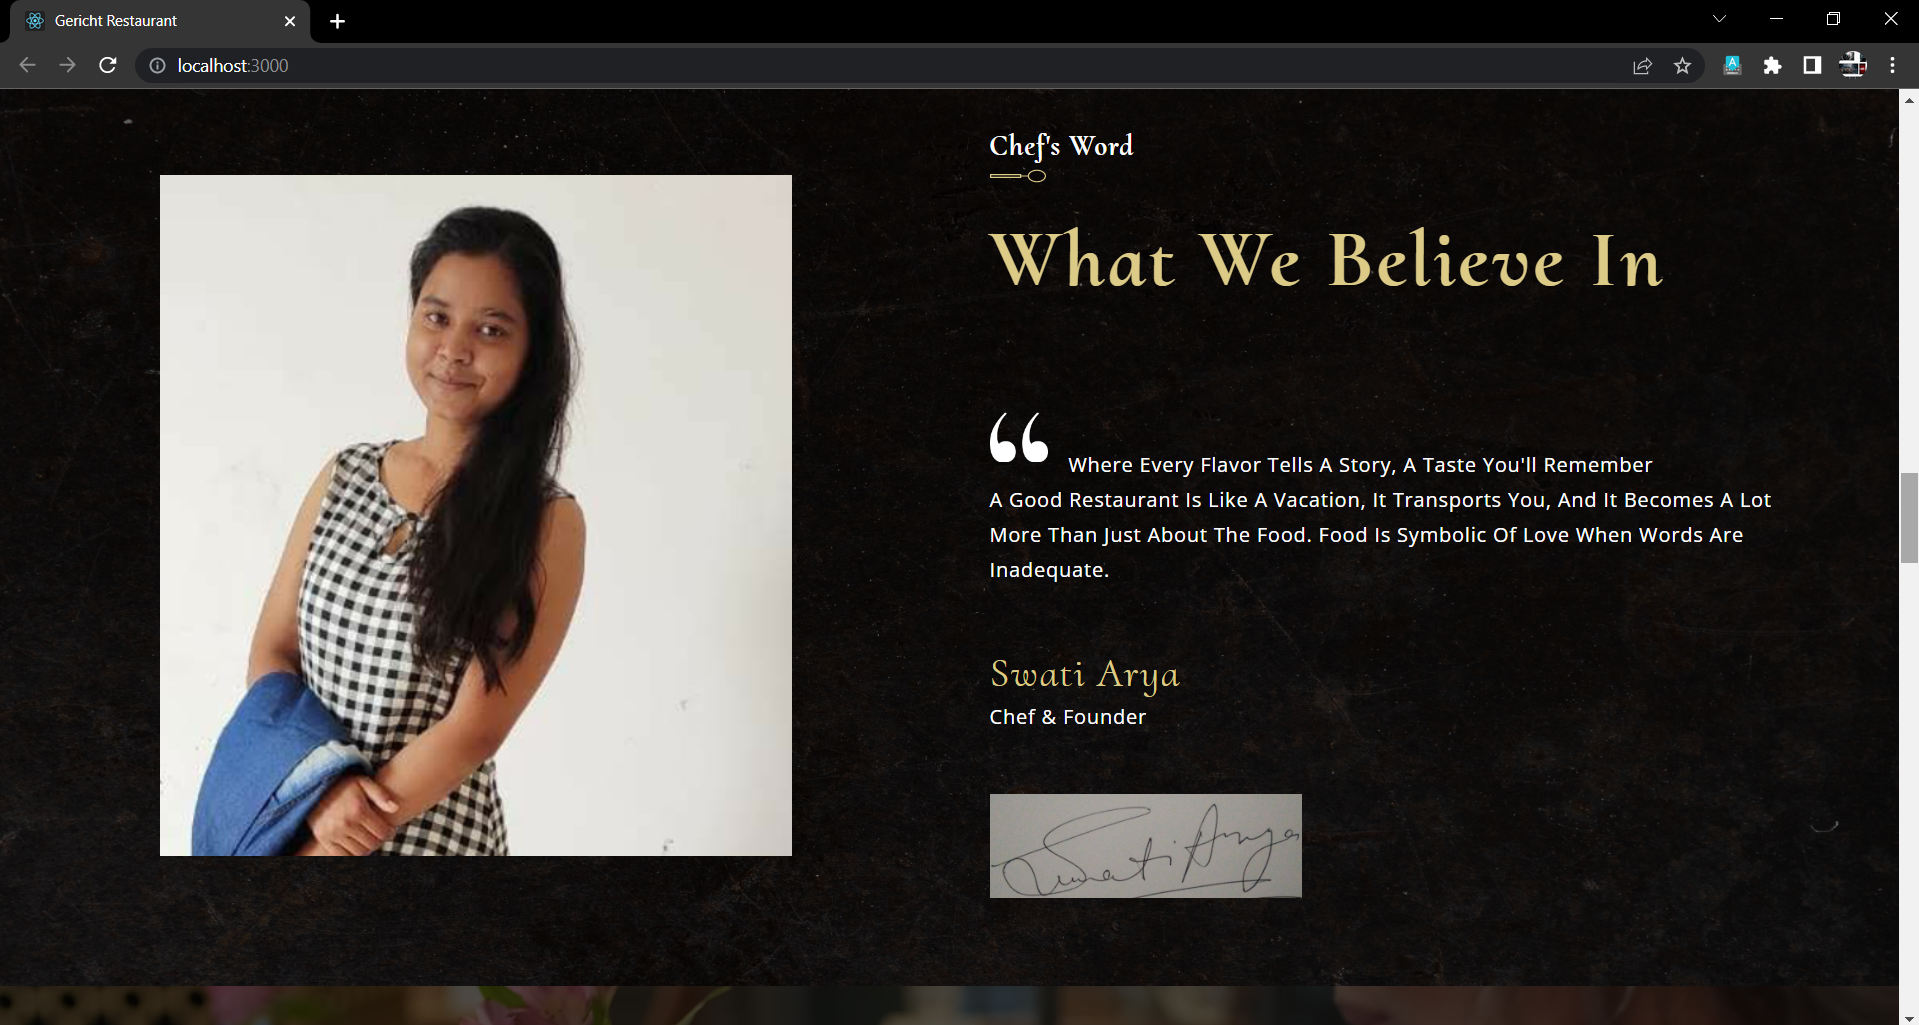 Gericht Restaurant
localhost:3000
Chef's Word
What We Believe In
“ Where Every Flavor Tells A Story, A Taste You'll Remember
A Good Restaurant Is Like A Vacation, It Transports You, And It Becomes A Lot
More Than Just About The Food. Food Is Symbolic Of Love When Words Are
Inadequate.
Swati Arya
Chef & Founder
Swati Arya